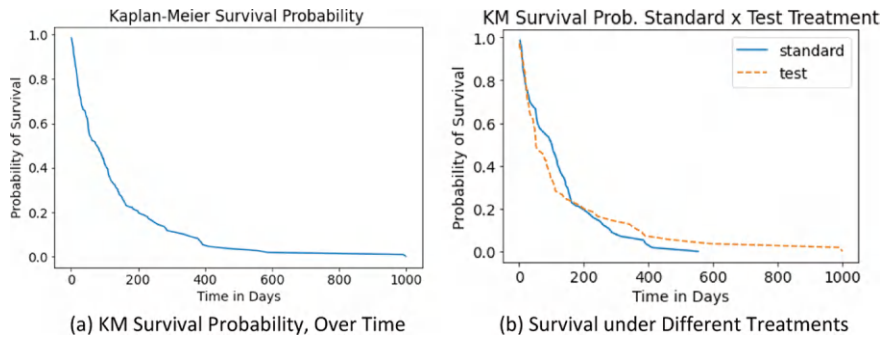 Kaplan-Meier Survival Probability
1.0
0.8
0.6
0.4
0.2
0.0
Probability of Survival
0 200 400 600 800 1000
Time in Days
(a) KM Survival Probability, Over Time
KM Survival Prob. Standard x Test Treatment
standard
test
1.0
0.8
0.6
0.4
0.2
0.0
Probability of Survival
0 200 400 600 800 1000
Time in Days
(b) Survival under Different Treatments